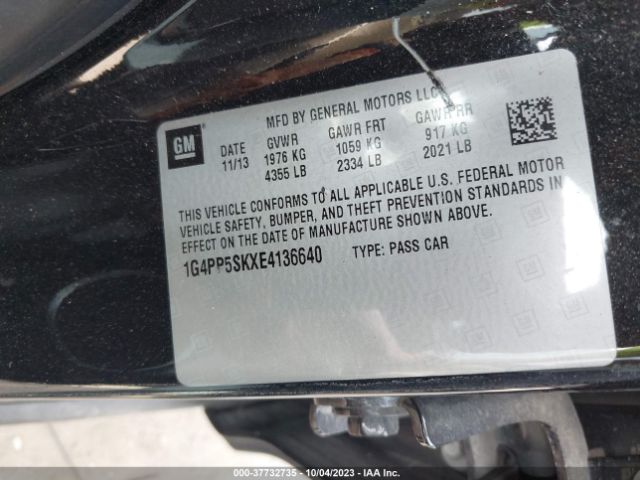 MFD BY GENERAL MOTORS LLC
GM
DATE GVWR GAWR FRT GAWR RR
11/13 1976 KG 1059 KG 917 KG
4355 LB 2334 LB 2021 LB
THIS VEHICLE CONFORMS TO ALL APPLICABLE U.S. FEDERAL MOTOR
VEHICLE SAFETY, BUMPER, AND THEFT PREVENTION STANDARDS IN
EFFECT ON THE DATE OF MANUFACTURE SHOWN ABOVE.
1G4PP5SKXE4136640 TYPE: PASS CAR
000-37732735 - 10/04/2023 - IAA Inc.